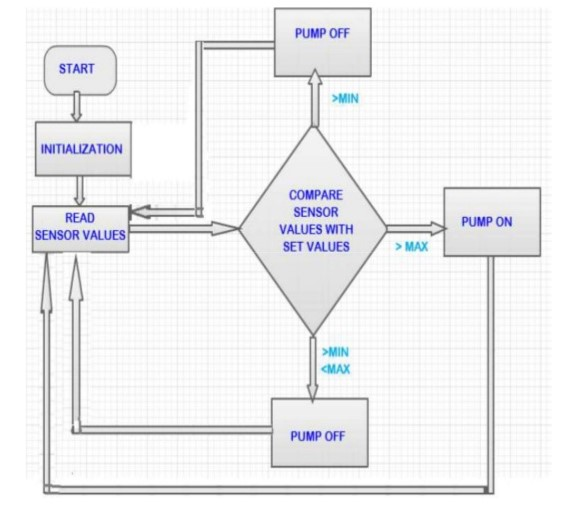 PUMP OFF
START
>MIN
INITIALIZATION
COMPARE
SENSOR
VALUES WITH
SET VALUES
READ
SENSOR VALUES
PUMP ON
> MAX
>MIN
<MAX
PUMP OFF